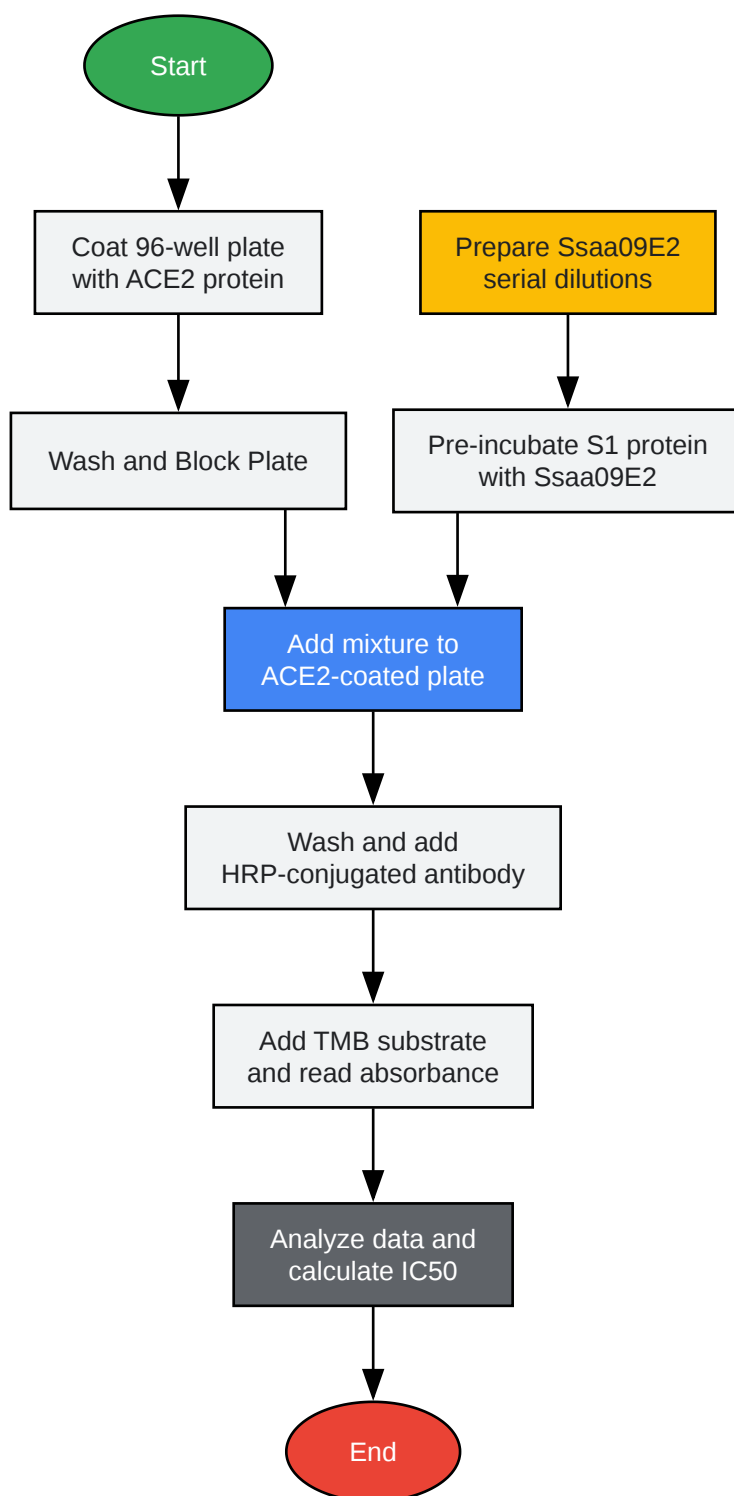 Start
Coat 96-well plate
with ACE2 protein
Prepare Ssaa09E2
serial dilutions
Wash and Block Plate
Pre-incubate S1 protein
with Ssaa09E2
Add mixture to
ACE2-coated plate
Wash and add
HRP-conjugated antibody
Add TMB substrate
and read absorbance
Analyze data and
calculate IC50
End